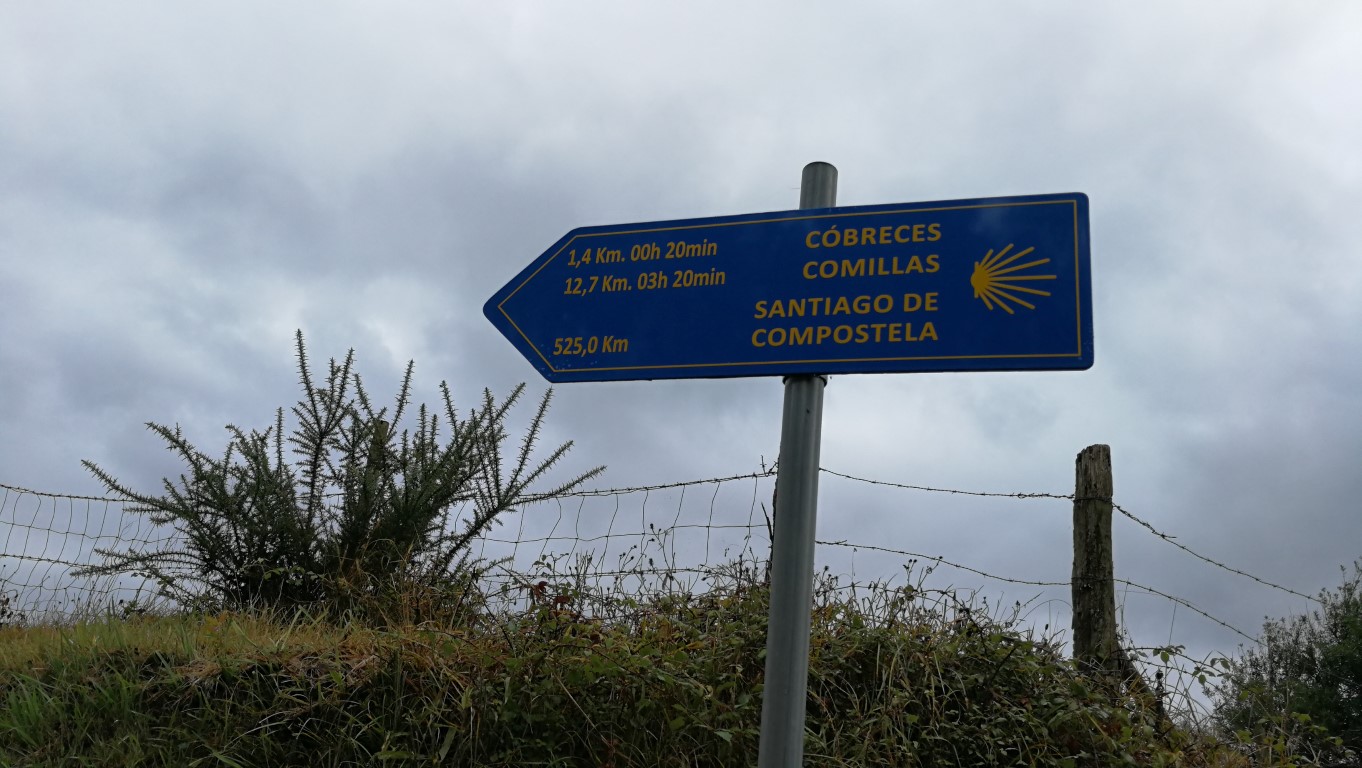 1,4 Km. 00h 20min CÓBRECES
12,7 Km. 03h 20min COMILLAS
SANTIAGO DE
525,0 Km COMPOSTELA